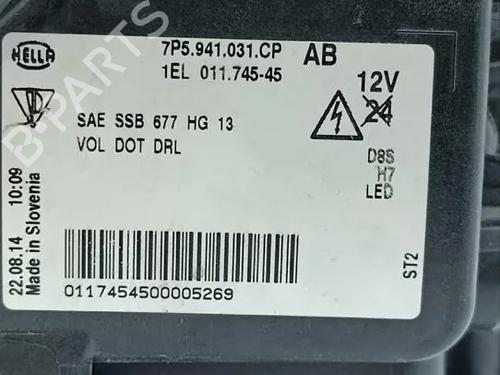 HELLA
7P5.941.031.CP AB
1EL 011.745-45
12V
24
SAE SSB 677 HG 13
VOL DOT DRL
D8S
H7
LED
22.08.14 10:09
Made in Slovenia
0117454500005269
ST2
B-PARTS